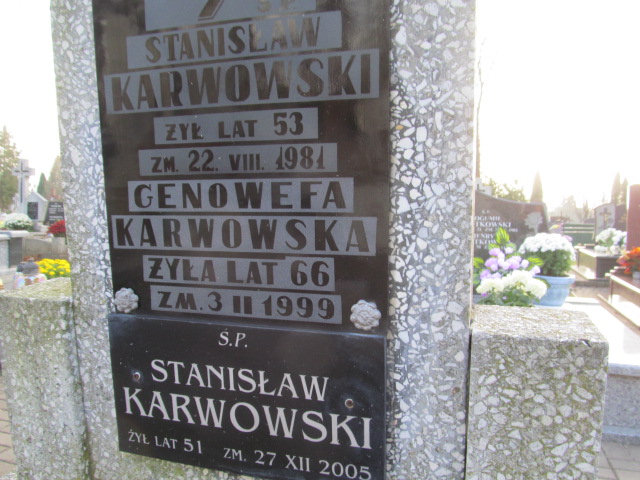 Ś P
STANISŁAW
KARWOWSKI
ŻYŁ LAT 53
ZM. 22. VIII. 1981
GENOWEFA
KARWOWSKA
ŻYŁA LAT 66
ZM. 3 II 1999
Ś.P.
STANISŁAW
KARWOWSKI
ŻYŁ LAT 51 ZM. 27 XII 2005